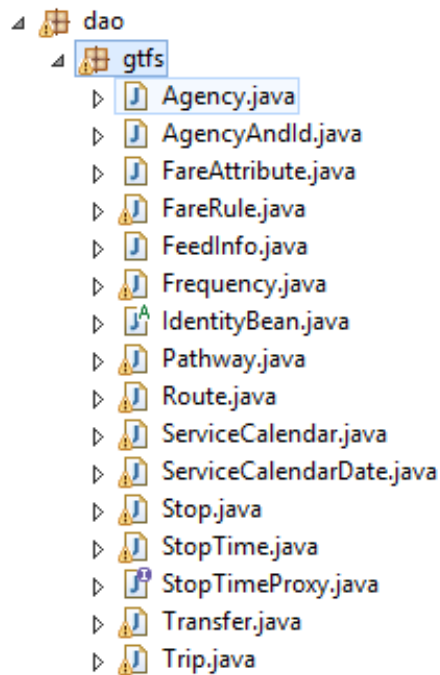 dao
gtfs
Agency.java
AgencyAndId.java
FareAttribute.java
FareRule.java
FeedInfo.java
Frequency.java
IdentityBean.java
Pathway.java
Route.java
ServiceCalendar.java
ServiceCalendarDate.java
Stop.java
StopTime.java
StopTimeProxy.java
Transfer.java
Trip.java